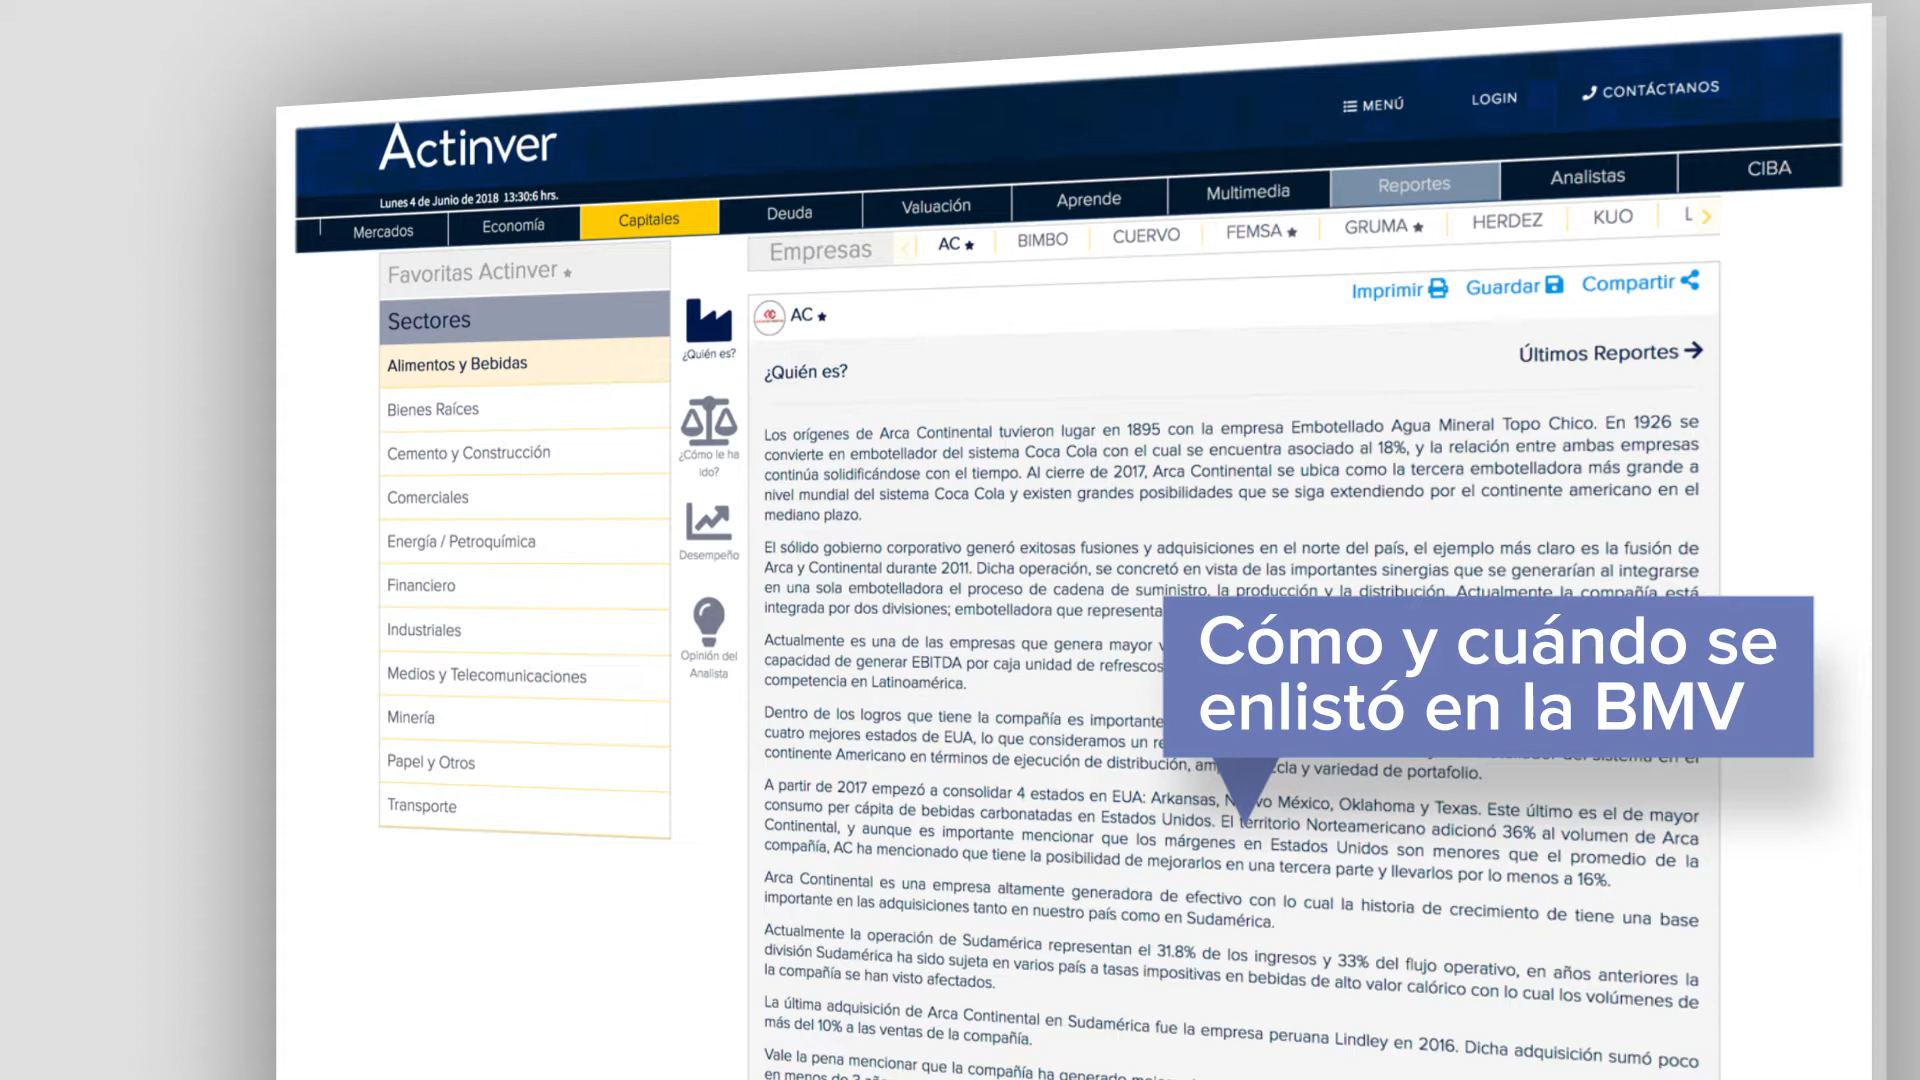 Actinver
MENÚ
LOGIN
CONTÁCTANOS
Lunes 4 de Junio de 2018 13:30:6 hrs.
Mercados
Economía
Capitales
Deuda
Valuación
Aprende
Multimedia
Reportes
Analistas
CIBA
Favoritas Actinver
Sectores
Alimentos y Bebidas
Bienes Raíces
Cemento y Construcción
Comerciales
Energía / Petroquímica
Financiero
Industriales
Medios y Telecomunicaciones
Minería
Papel y Otros
Transporte
¿Quién es?
¿Cómo le ha
ido?
Desempeño
Opinión del
Analista
Empresas
AC
BIMBO
CUERVO
FEMSA
GRUMA
HERDEZ
KUO
L
Imprimir
Guardar
Compartir
AC
Últimos Reportes
¿Quién es?
Los orígenes de Arca Continental tuvieron lugar en 1895 con la empresa Embotellado Agua Mineral Topo Chico. En 1926 se
convierte en embotellador del sistema Coca Cola con el cual se encuentra asociado al 18%, y la relación entre ambas empresas
continúa solidificándose con el tiempo. Al cierre de 2017, Arca Continental se ubica como la tercera embotelladora más grande a
nivel mundial del sistema Coca Cola y existen grandes posibilidades que se siga extendiendo por el continente americano en el
mediano plazo.
El sólido gobierno corporativo generó exitosas fusiones y adquisiciones en el norte del país, el ejemplo más claro es la fusión de
Arca y Continental durante 2011. Dicha operación, se concretó en vista de las importantes sinergias que se generarían al integrarse
en una sola embotelladora el proceso de cadena de suministro, la producción y la distribución. Actualmente la compañía está
integrada por dos divisiones; embotelladora que representa
Actualmente es una de las empresas que genera mayor
capacidad de generar EBITDA por caja unidad de refrescos
competencia en Latinoamérica.
Dentro de los logros que tiene la compañía es importante
cuatro mejores estados de EUA, lo que consideramos un
continente Americano en términos de ejecución de distribución, y variedad de portafolio.
A partir de 2017 empezó a consolidar 4 estados en EUA: Arkansas, México, Oklahoma y Texas. Este último es el de mayor
consumo per cápita de bebidas carbonatadas en Estados Unidos. El territorio Norteamericano adicionó 36% al volumen de Arca
Continental, y aunque es importante mencionar que los márgenes en Estados Unidos son menores que el promedio de la
compañía, AC ha mencionado que tiene la posibilidad de mejorarlos en una tercera parte y llevarlos por lo menos a 16%.
Arca Continental es una empresa altamente generadora de efectivo con lo cual la historia de crecimiento de tiene una base
importante en las adquisiciones tanto en nuestro país como en Sudamérica.
Actualmente la operación de Sudamérica representan el 31.8% de los ingresos y 33% del flujo operativo, en años anteriores la
división Sudamérica ha sido sujeta en varios país a tasas impositivas en bebidas de alto valor calórico con lo cual los volúmenes de
la compañía se han visto afectados.
La última adquisición de Arca Continental en Sudamérica fue la empresa peruana Lindley en 2016. Dicha adquisición sumó poco
más del 10% a las ventas de la compañía.
Vale la pena mencionar que la compañía ha generado
en menos de 3
Cómo y cuándo se
enlistó en la BMV